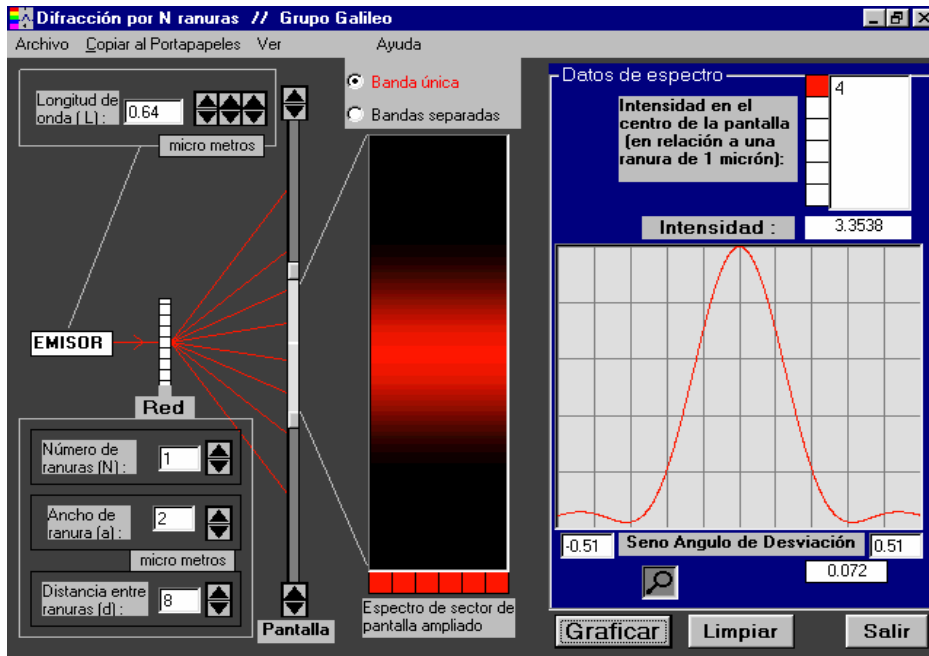 Difracción por N ranuras // Grupo Galileo
Archivo Copiar al Portapapeles Ver Ayuda
Longitud de
onda ( L) : 0.64
micro metros
Banda única
Bandas separadas
EMISOR
Red
Número de
ranuras (N) : 1
Ancho de
ranura (a) : 2
micro metros
Distancia entre
ranuras (d) : 8
Pantalla
Espectro de sector de
pantalla ampliado
Datos de espectro
Intensidad en el
centro de la pantalla
(en relación a una
ranura de 1 micrón):
4
Intensidad : 3.3538
-0.51 Seno Angulo de Desviación 0.51
0.072
Graficar Limpiar Salir